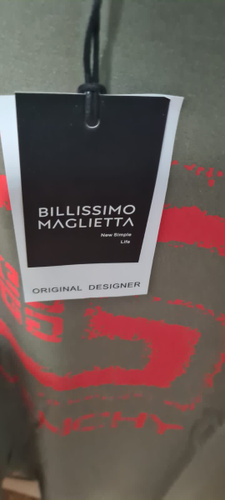 BILLISSIMO
MAGLIETTA
New Simple
Life
ORIGINAL DESIGNER